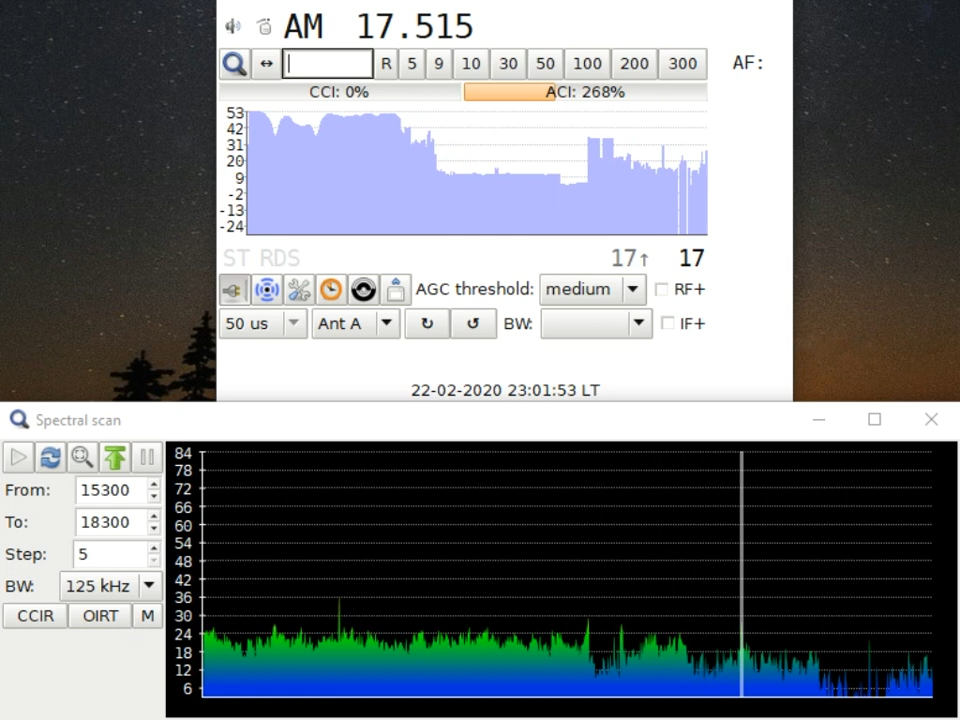 AM 17.515
R 5 9 10 30 50 100 200 300 AF:
CCI: 0% ACI: 268%
53
42
31
20
9
-2
-13
-24
ST RDS 17↑ 17
AGC threshold: medium RF+
50 us Ant A ↻ ↺ BW: IF+
22-02-2020 23:01:53 LT
Spectral scan
From: 15300
To: 18300
Step: 5
BW: 125 kHz
CCIR OIRT M
84
78
72
66
60
54
48
42
36
30
24
18
12
6